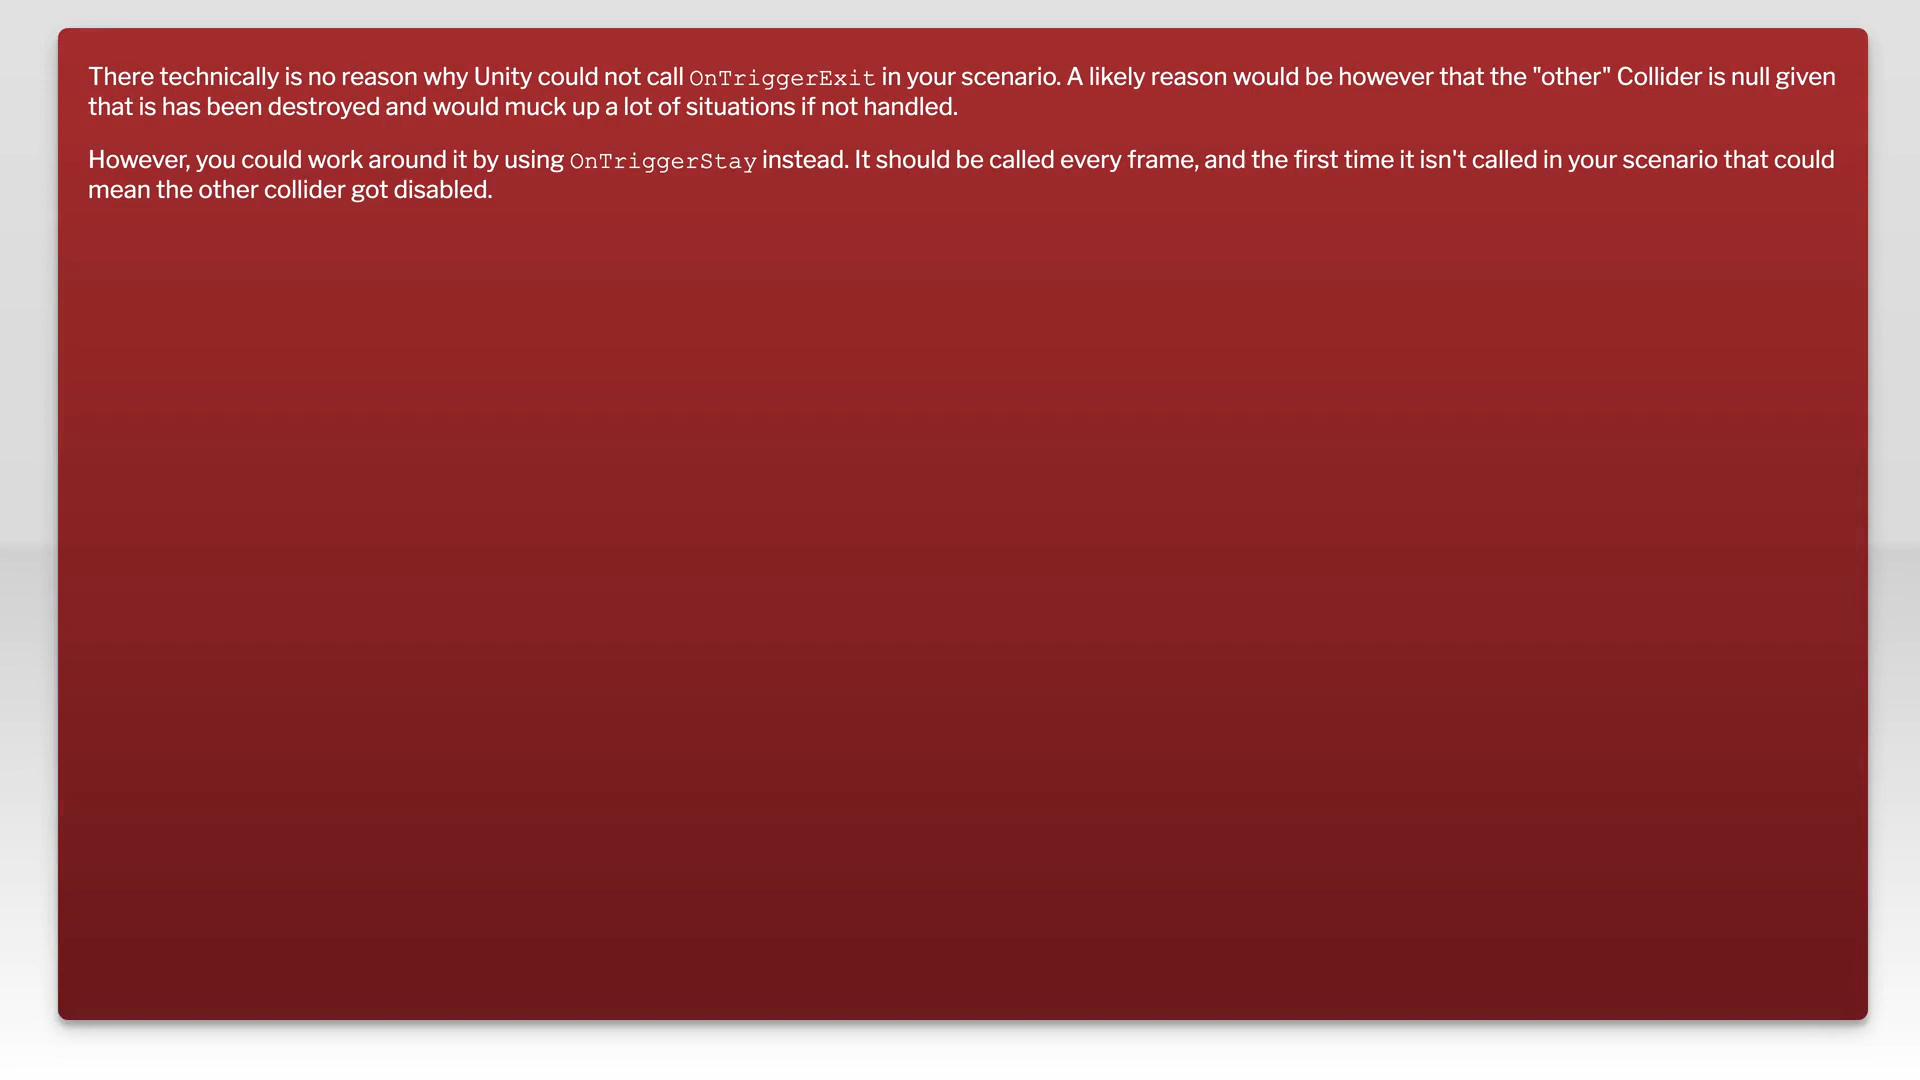 There technically is no reason why Unity could not call OnTriggerExit in your scenario. A likely reason would be however that the "other" Collider is null given
that is has been destroyed and would muck up a lot of situations if not handled.
However, you could work around it by using OnTriggerStay instead. It should be called every frame, and the first time it isn't called in your scenario that could
mean the other collider got disabled.